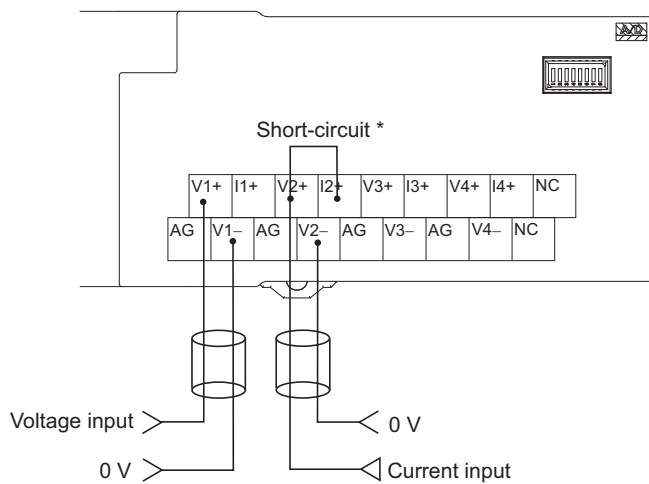 A/D
Short-circuit *
V1+ I1+ V2+ I2+ V3+ I3+ V4+ I4+ NC
AG V1– AG V2– AG V3– AG V4– NC
Voltage input
0 V
0 V
Current input